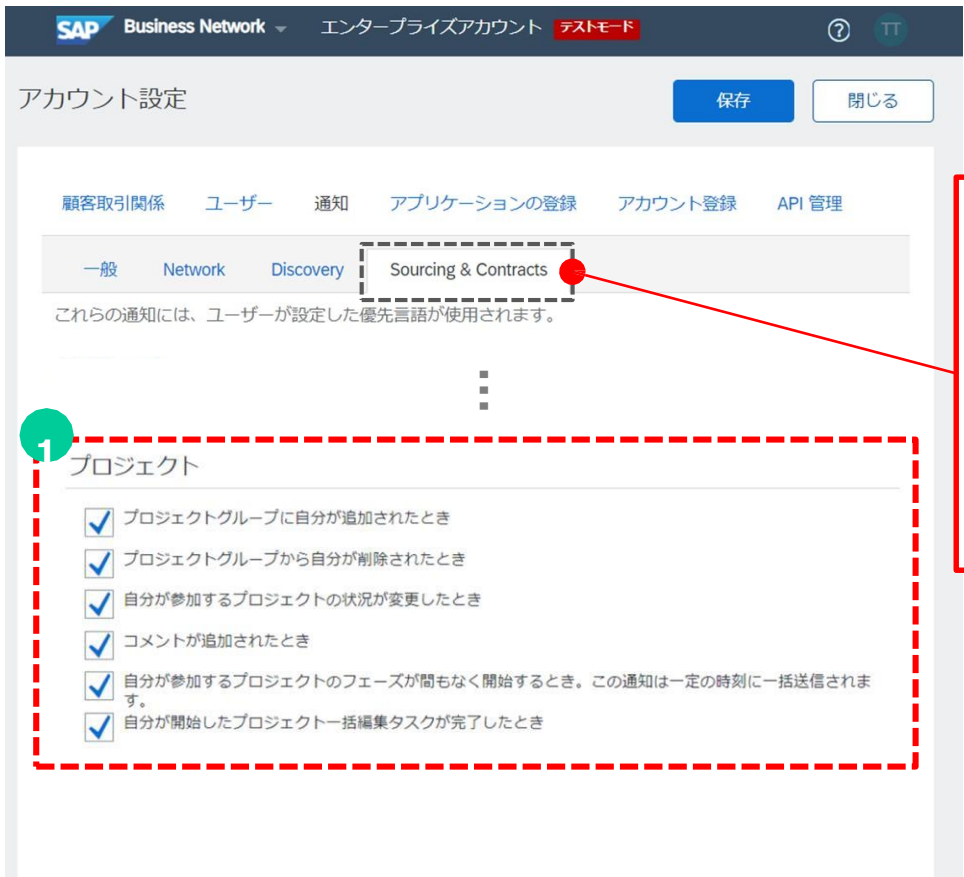 SAP Business Network エンタープライズアカウント テストモード ? TT
アカウント設定 保存 閉じる
顧客取引関係 ユーザー 通知 アプリケーションの登録 アカウント登録 API 管理
一般 Network Discovery Sourcing & Contracts
これらの通知には、ユーザーが設定した優先言語が使用されます。
1
プロジェクト
プロジェクトグループに自分が追加されたとき
プロジェクトグループから自分が削除されたとき
自分が参加するプロジェクトの状況が変更したとき
コメントが追加されたとき
自分が参加するプロジェクトのフェーズが間もなく開始するとき。この通知は一定の時刻に一括送信されま
す。
自分が開始したプロジェクト一括編集タスクが完了したとき